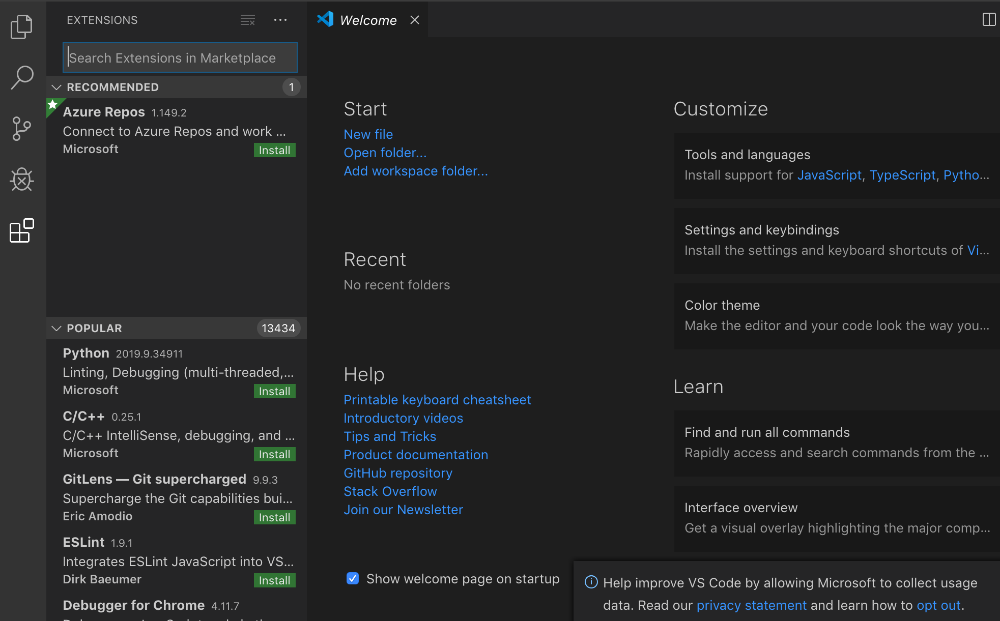 EXTENSIONS
Search Extensions in Marketplace
RECOMMENDED 1
Azure Repos 1.149.2
Connect to Azure Repos and work ...
Microsoft Install
POPULAR 13434
Python 2019.9.34911
Linting, Debugging (multi-threaded,...
Microsoft Install
C/C++ 0.25.1
C/C++ IntelliSense, debugging, and ...
Microsoft Install
GitLens — Git supercharged 9.9.3
Supercharge the Git capabilities bui...
Eric Amodio Install
ESLint 1.9.1
Integrates ESLint JavaScript into VS...
Dirk Baeumer Install
Debugger for Chrome 4.11.7
Welcome
Start
New file
Open folder...
Add workspace folder...
Recent
No recent folders
Help
Printable keyboard cheatsheet
Introductory videos
Tips and Tricks
Product documentation
GitHub repository
Stack Overflow
Join our Newsletter
Show welcome page on startup
Customize
Tools and languages
Install support for JavaScript, TypeScript, Pytho...
Settings and keybindings
Install the settings and keyboard shortcuts of Vi...
Color theme
Make the editor and your code look the way you...
Learn
Find and run all commands
Rapidly access and search commands from the ...
Interface overview
Get a visual overlay highlighting the major comp...
Help improve VS Code by allowing Microsoft to collect usage
data. Read our privacy statement and learn how to opt out.